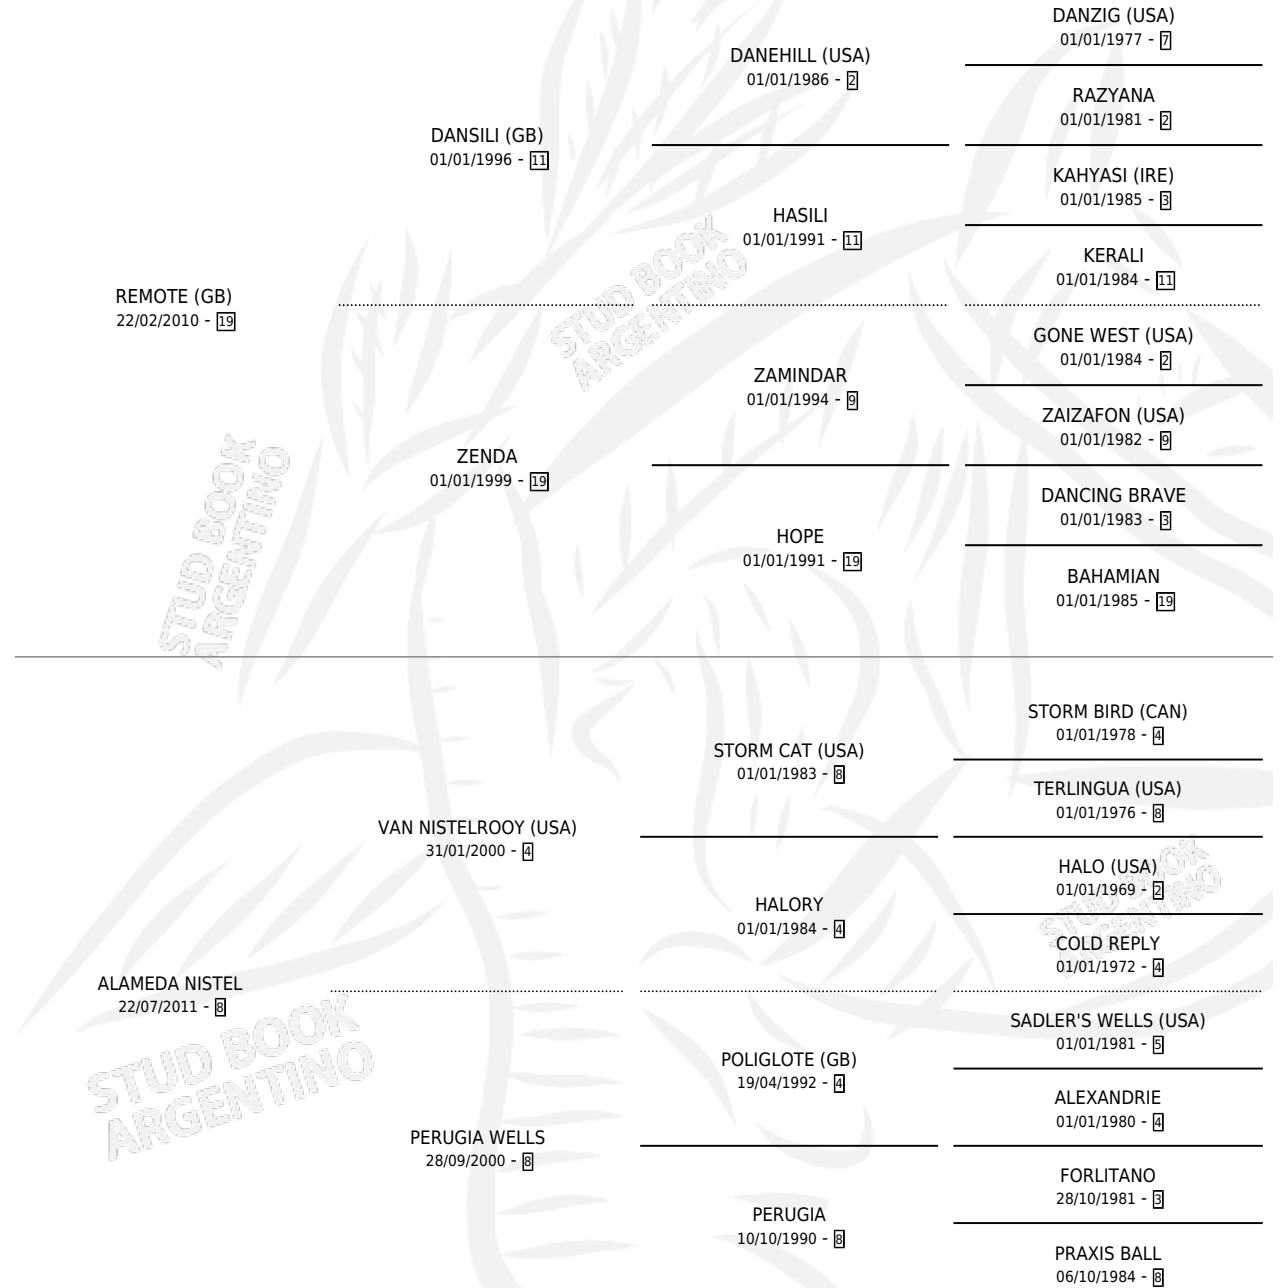 DANZIG (USA)
01/01/1977 - 7
DANEHILL (USA)
01/01/1986 - 2
RAZYANA
01/01/1981 - 2
DANSILI (GB)
01/01/1996 - 11
KAHYASI (IRE)
01/01/1985 - 3
HASILI
01/01/1991 - 11
KERALI
01/01/1984 - 11
REMOTE (GB)
22/02/2010 - 19
STUD BOOK
ARGENTINO
GONE WEST (USA)
01/01/1984 - 2
ZAMINDAR
01/01/1994 - 9
ZAIZAFON (USA)
01/01/1982 - 9
ZENDA
01/01/1999 - 19
DANCING BRAVE
01/01/1983 - 3
HOPE
01/01/1991 - 19
BAHAMIAN
01/01/1985 - 19
STUD BOOK
ARGENTINO
STORM BIRD (CAN)
01/01/1978 - 4
STORM CAT (USA)
01/01/1983 - 8
TERLINGUA (USA)
01/01/1976 - 8
VAN NISTELROOY (USA)
31/01/2000 - 4
HALO (USA)
01/01/1969 - 2
HALORY
01/01/1984 - 4
COLD REPLY
01/01/1972 - 4
STUD BOOK
ARGENTINO
ALAMEDA NISTEL
22/07/2011 - 8
SADLER'S WELLS (USA)
01/01/1981 - 5
POLIGLOTE (GB)
19/04/1992 - 4
ALEXANDRIE
01/01/1980 - 4
STUD BOOK
ARGENTINO
PERUGIA WELLS
28/09/2000 - 8
FORLITANO
28/10/1981 - 3
PERUGIA
10/10/1990 - 8
PRAXIS BALL
06/10/1984 - 8